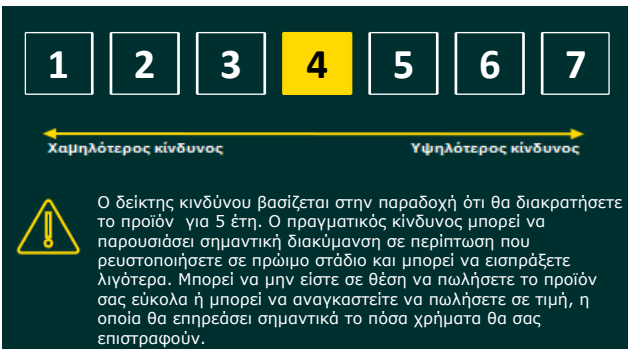 1 2 3 4 5 6 7
Χαμηλότερος κίνδυνος Υψηλότερος κίνδυνος
Ο δείκτης κινδύνου βασίζεται στην παραδοχή ότι θα διακρατήσετε
το προϊόν για 5 έτη. Ο πραγματικός κίνδυνος μπορεί να
παρουσιάσει σημαντική διακύμανση σε περίπτωση που
ρευστοποιήσετε σε πρώιμο στάδιο και μπορεί να εισπράξετε
λιγότερα. Μπορεί να μην είστε σε θέση να πωλήσετε το προϊόν
σας εύκολα ή μπορεί να αναγκαστείτε να πωλήσετε σε τιμή, η
οποία θα επηρεάσει σημαντικά το πόσα χρήματα θα σας
επιστραφούν.